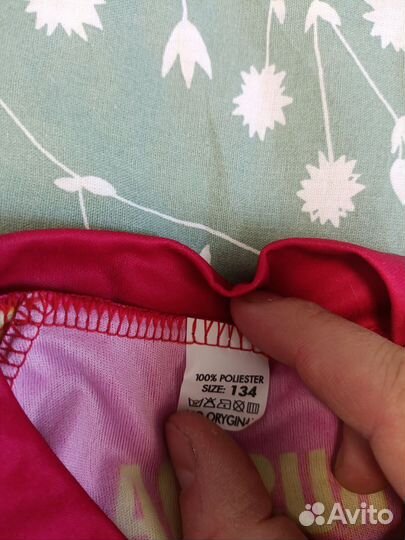 100% POLIESTER
SIZE: 134
ORYGINA
Avito